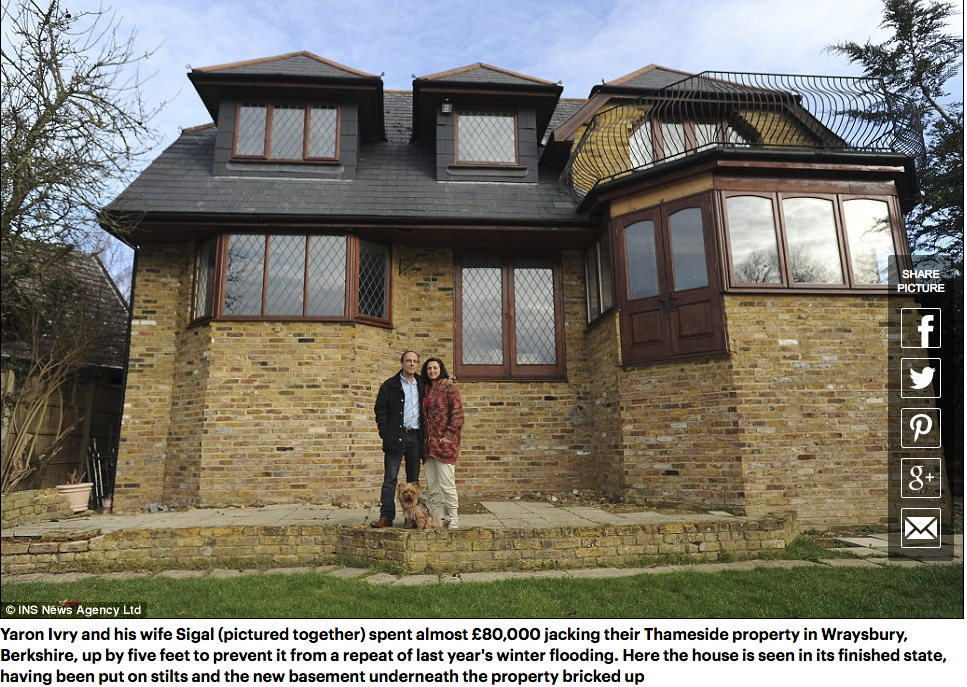 SHARE
PICTURE
f
g+
© INS News Agency Ltd
Yaron Ivry and his wife Sigal (pictured together) spent almost £80,000 jacking their Thameside property in Wraysbury,
Berkshire, up by five feet to prevent it from a repeat of last year's winter flooding. Here the house is seen in its finished state,
having been put on stilts and the new basement underneath the property bricked up